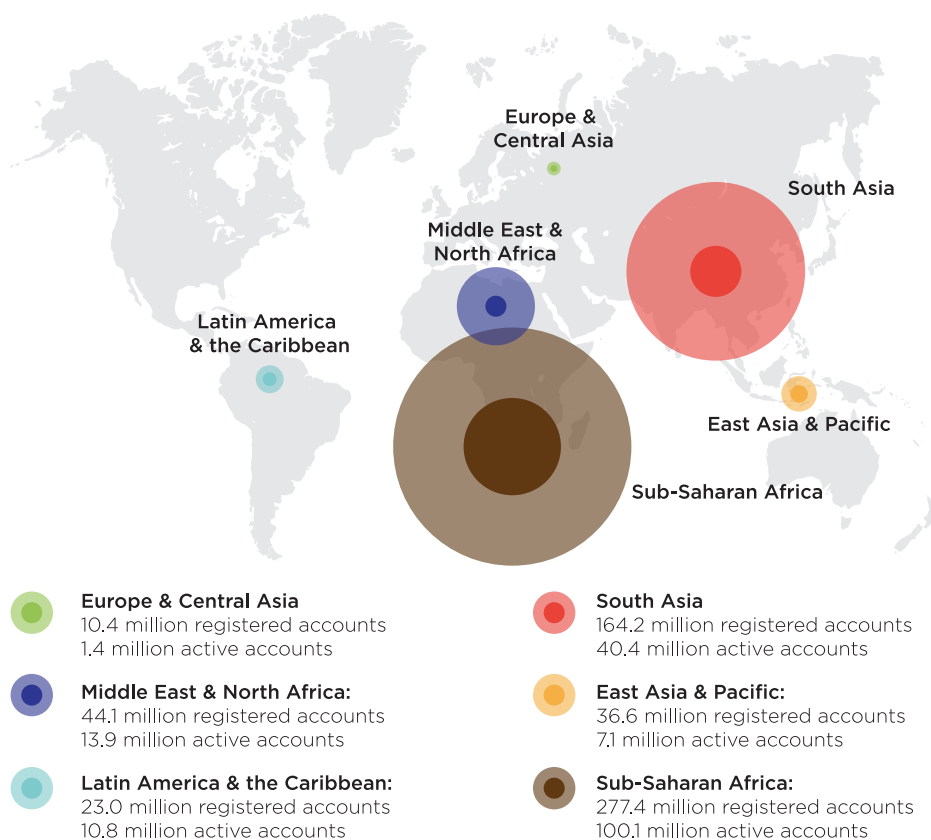 Europe &
Central Asia
South Asia
Middle East &
North Africa
Latin America
& the Caribbean
East Asia & Pacific
Sub-Saharan Africa
Europe & Central Asia
10.4 million registered accounts
1.4 million active accounts
Middle East & North Africa:
44.1 million registered accounts
13.9 million active accounts
Latin America & the Caribbean:
23.0 million registered accounts
10.8 million active accounts
South Asia
164.2 million registered accounts
40.4 million active accounts
East Asia & Pacific:
36.6 million registered accounts
7.1 million active accounts
Sub-Saharan Africa:
277.4 million registered accounts
100.1 million active accounts